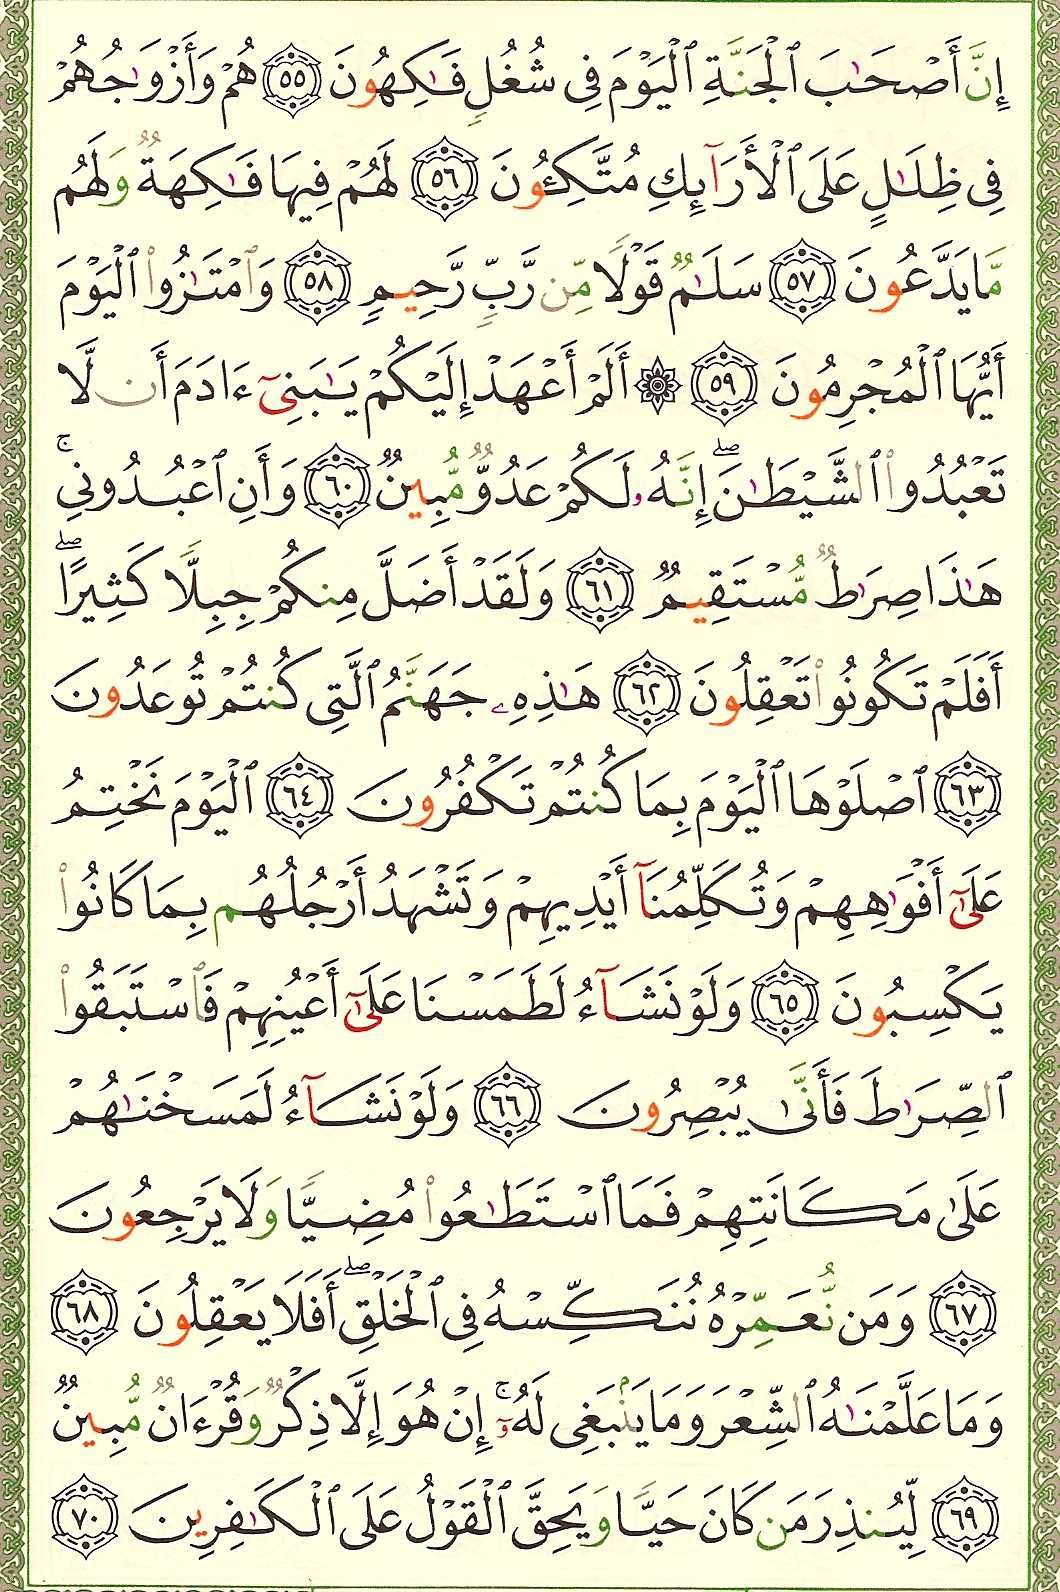 إِنَّ أَصْحَٰبَ ٱلْجَنَّةِ ٱلْيَوْمَ فِى شُغُلٍ فَٰكِهُونَ ٥٥ هُمْ وَأَزْوَٰجُهُمْ
فِى ظِلَٰلٍ عَلَى ٱلْأَرَآئِكِ مُتَّكِـُٔونَ ٥٦ لَهُمْ فِيهَا فَٰكِهَةٌ وَلَهُم
مَّا يَدَّعُونَ ٥٧ سَلَٰمٌ قَوْلًا مِّن رَّبٍّ رَّحِيمٍ ٥٨ وَٱمْتَٰزُوا۟ ٱلْيَوْمَ
أَيُّهَا ٱلْمُجْرِمُونَ ٥٩ ۞ أَلَمْ أَعْهَدْ إِلَيْكُمْ يَٰبَنِىٓ ءَادَمَ أَن لَّا
تَعْبُدُوا۟ ٱلشَّيْطَٰنَ ۖ إِنَّهُۥ لَكُمْ عَدُوٌّ مُّبِينٌ ٦٠ وَأَنِ ٱعْبُدُونِى ۚ
هَٰذَا صِرَٰطٌ مُّسْتَقِيمٌ ٦١ وَلَقَدْ أَضَلَّ مِنكُمْ جِبِلًّا كَثِيرًا ۖ
أَفَلَمْ تَكُونُوا۟ تَعْقِلُونَ ٦٢ هَٰذِهِۦ جَهَنَّمُ ٱلَّتِى كُنتُمْ تُوعَدُونَ
٦٣ ٱصْلَوْهَا ٱلْيَوْمَ بِمَا كُنتُمْ تَكْفُرُونَ ٦٤ ٱلْيَوْمَ نَخْتِمُ
عَلَىٰٓ أَفْوَٰهِهِمْ وَتُكَلِّمُنَآ أَيْدِيهِمْ وَتَشْهَدُ أَرْجُلُهُم بِمَا كَانُوا۟
يَكْسِبُونَ ٦٥ وَلَوْ نَشَآءُ لَطَمَسْنَا عَلَىٰٓ أَعْيُنِهِمْ فَٱسْتَبَقُوا۟
ٱلصِّرَٰطَ فَأَنَّىٰ يُبْصِرُونَ ٦٦ وَلَوْ نَشَآءُ لَمَسَخْنَٰهُمْ
عَلَىٰ مَكَانَتِهِمْ فَمَا ٱسْتَطَٰعُوا۟ مُضِيًّا وَلَا يَرْجِعُونَ
٦٧ وَمَن نُّعَمِّرْهُ نُنَكِّسْهُ فِى ٱلْخَلْقِ ۖ أَفَلَا يَعْقِلُونَ ٦٨
وَمَا عَلَّمْنَٰهُ ٱلشِّعْرَ وَمَا يَنۢبَغِى لَهُۥٓ ۚ إِنْ هُوَ إِلَّا ذِكْرٌ وَقُرْءَانٌ مُّبِينٌ
٦٩ لِّيُنذِرَ مَن كَانَ حَيًّا وَيَحِقَّ ٱلْقَوْلُ عَلَى ٱلْكَٰفِرِينَ ٧٠